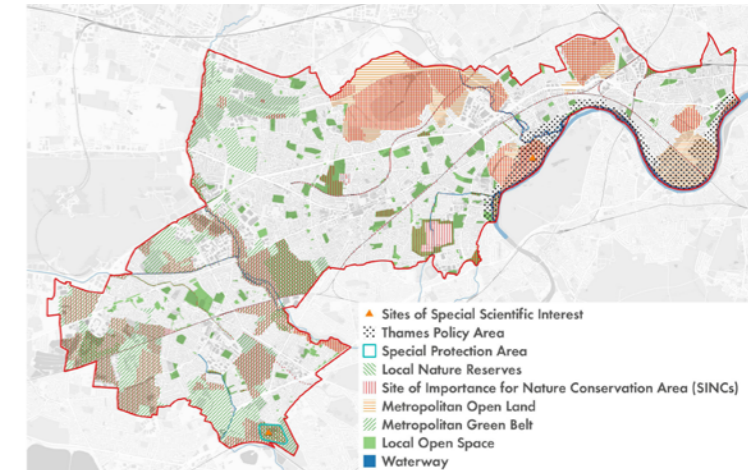 Sites of Special Scientific Interest
Thames Policy Area
Special Protection Area
Local Nature Reserves
Site of Importance for Nature Conservation Area (SINCs)
Metropolitan Open Land
Metropolitan Green Belt
Local Open Space
Waterway